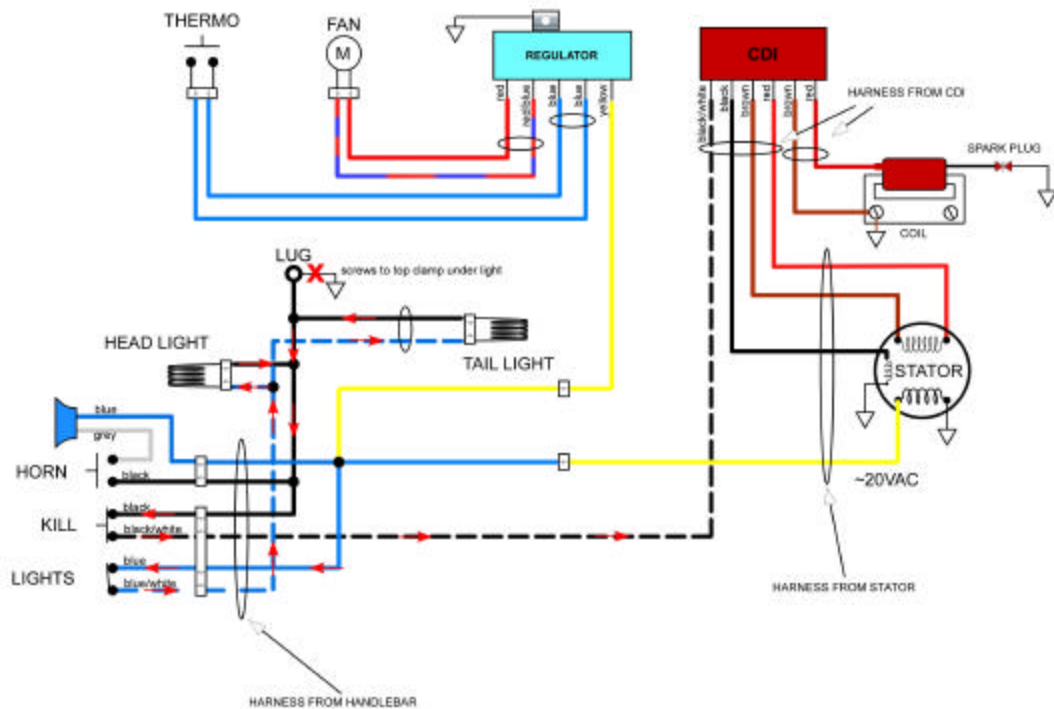 THERMO
FAN
M
REGULATOR
red
red/blue
blue
blue
yellow
CDI
black/white
black
brown
red
brown
red
HARNESS FROM CDI
SPARK PLUG
COIL
LUG
X
screws to top clamp under light
HEAD LIGHT
TAIL LIGHT
STATOR
blue
grey
HORN
black
~20VAC
black
KILL
black/white
blue
LIGHTS
blue/white
HARNESS FROM STATOR
HARNESS FROM HANDLEBAR